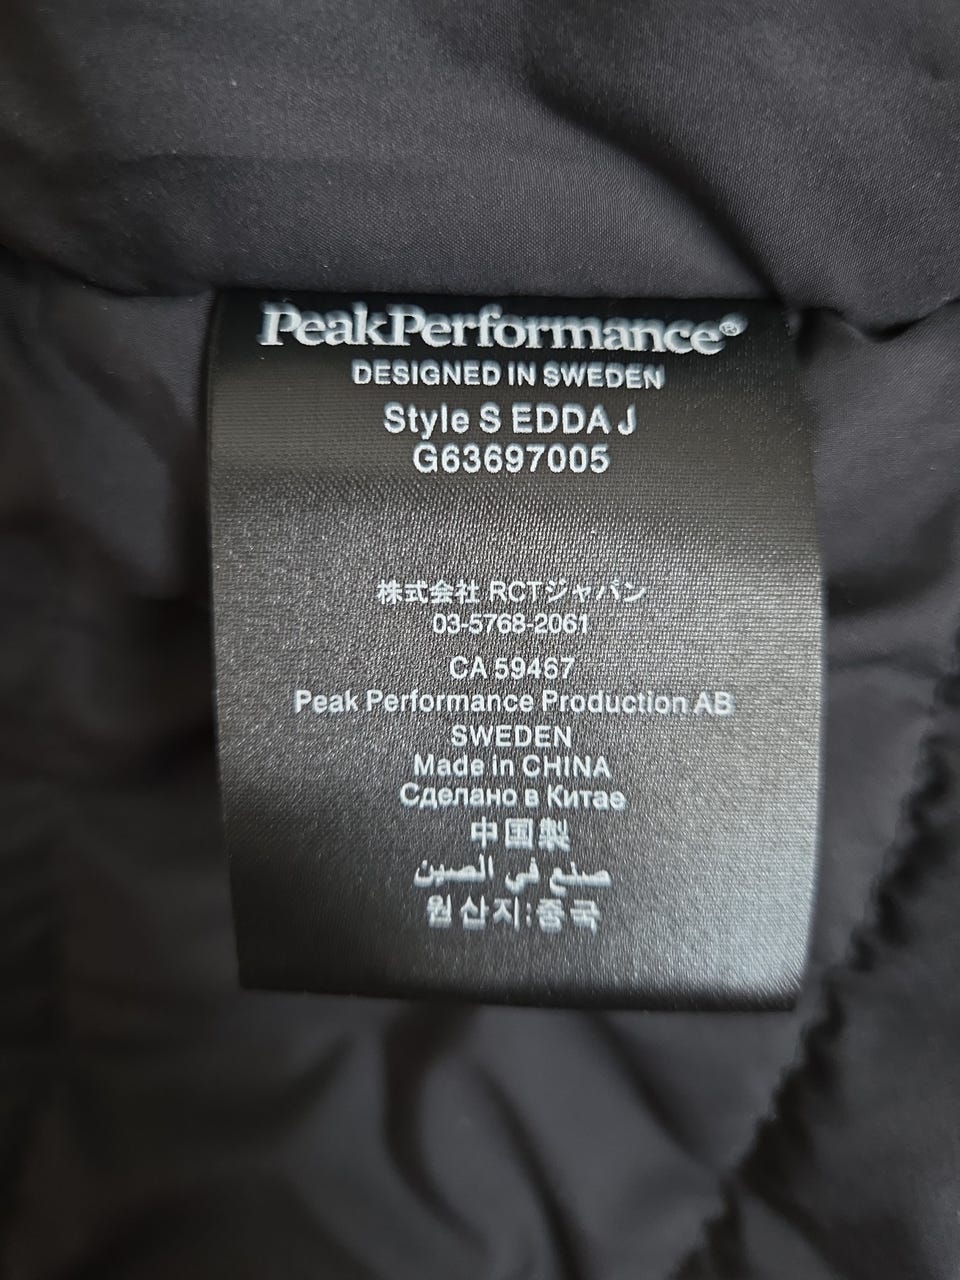 PeakPerformance®
DESIGNED IN SWEDEN
Style S EDDA J
G63697005
株式会社 RCTジャパン
03-5768-2061
CA 59467
Peak Performance Production AB
SWEDEN
Made in CHINA
Сделано в Китае
中国製
صنع في الصين
원산지:중국